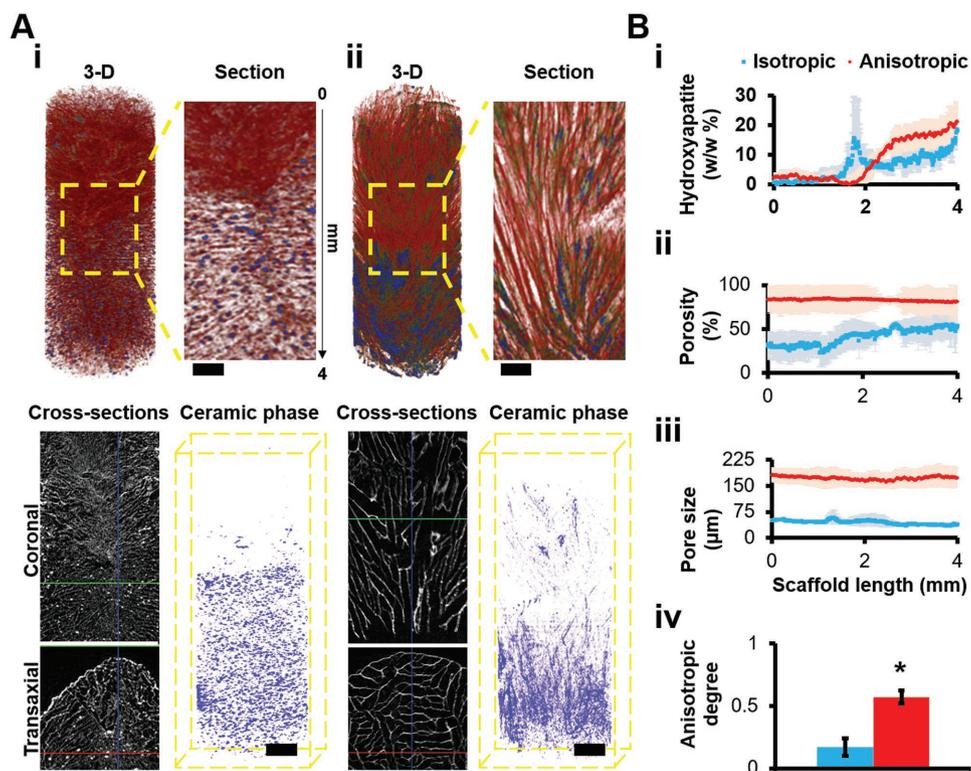 A
i
3-D
Section
0
mm
4
ii
3-D
Section
Cross-sections
Ceramic phase
Cross-sections
Ceramic phase
Coronal
Transaxial
B
i
Isotropic
Anisotropic
Hydroxyapatite
(w/w %)
30
20
10
0
0 2 4
ii
Porosity
(%)
100
50
0
0 2 4
iii
Pore size
(µm)
225
150
75
0
0 2 4
Scaffold length (mm)
iv
Anisotropic
degree
1
0.5
0
*